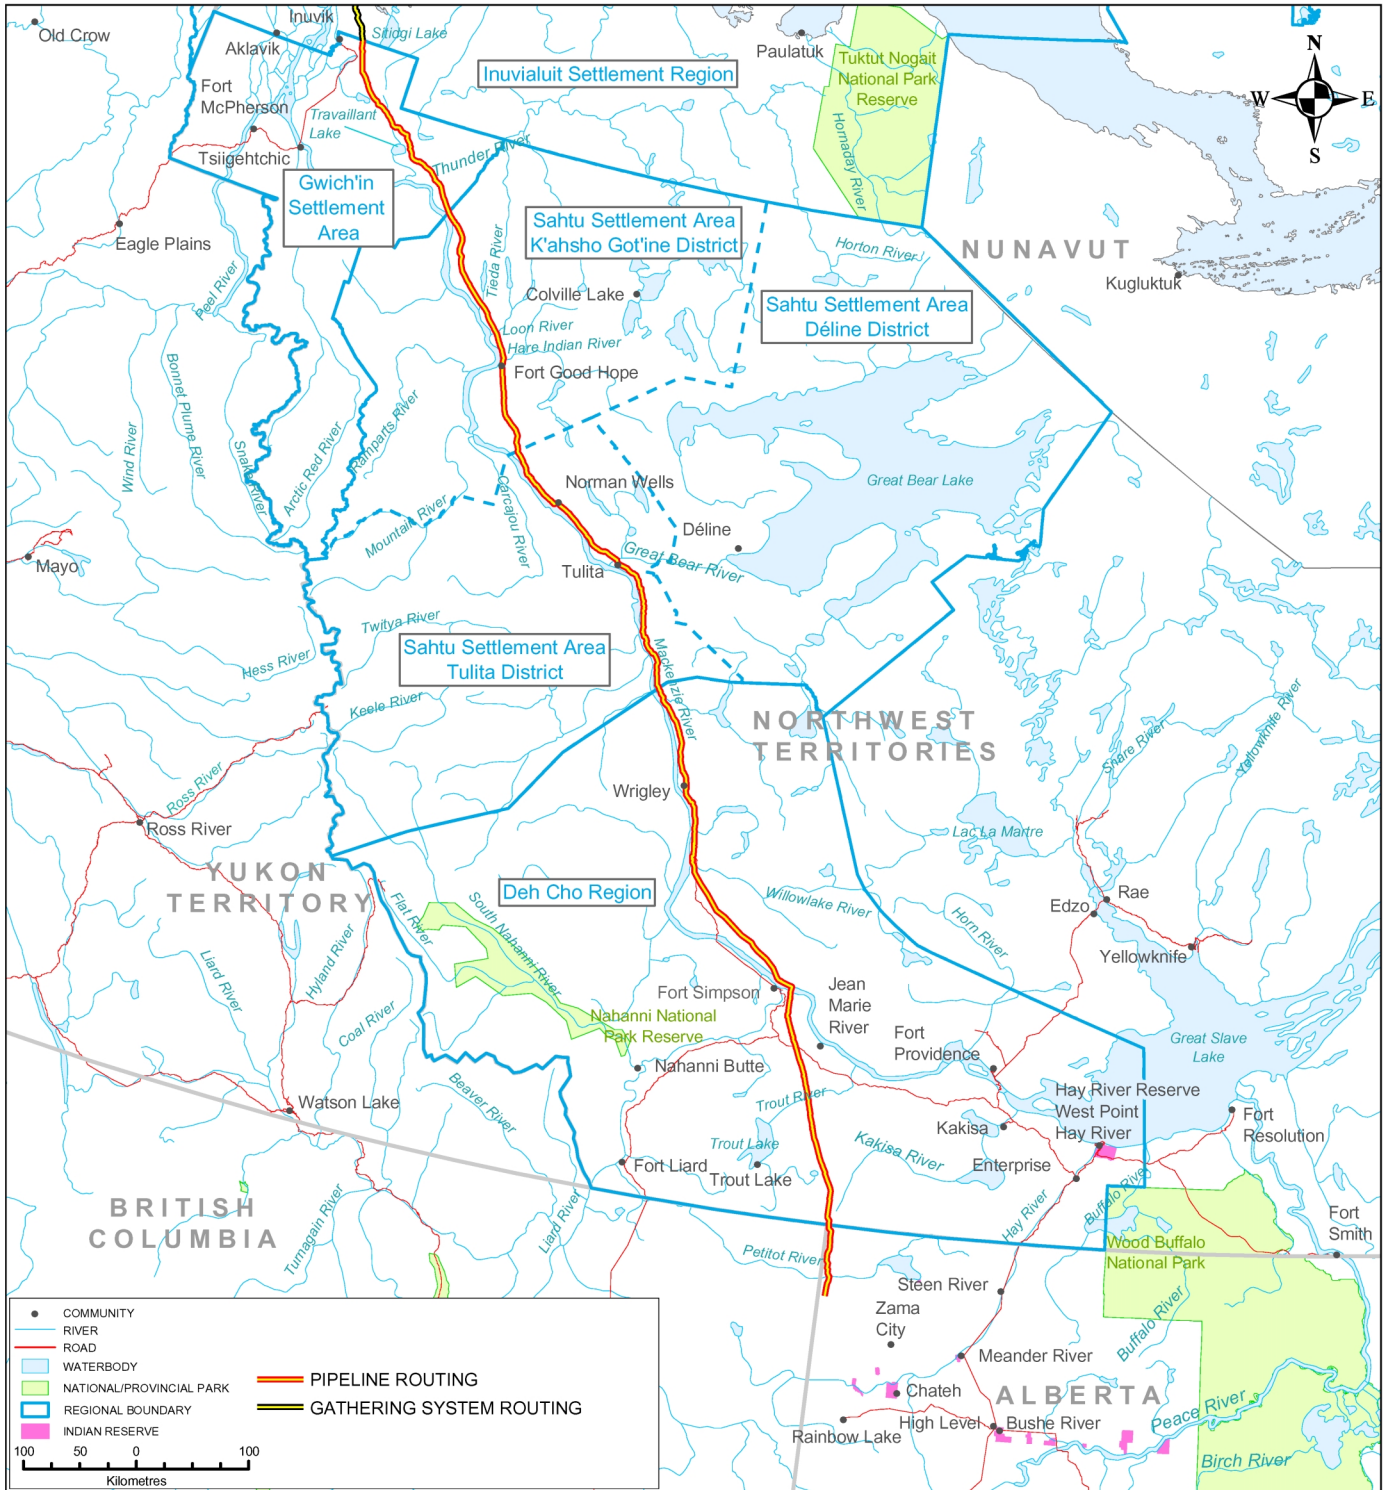 Old Crow
Inuvik
Aklavik
Sitidgi Lake
Paulatuk
Tuktut Nogait
National Park
Reserve
Inuvialuit Settlement Region
N
W
E
S
Fort
McPherson
Travaillant
Lake
Tsiigehtchic
Thunder River
Hornaday River
Gwich'in
Settlement
Area
Eagle Plains
Sahtu Settlement Area
K'ahsho Got'ine District
Horton River
NUNAVUT
Kugluktuk
Peel River
Tieda River
Colville Lake
Sahtu Settlement Area
Déline District
Loon River
Hare Indian River
Fort Good Hope
Bonnet Plume River
Wind River
Snake River
Arctic Red River
Ramparts River
Mountain River
Carcajou River
Norman Wells
Great Bear Lake
Déline
Great Bear River
Tulita
Mayo
Twitya River
Sahtu Settlement Area
Tulita District
Hess River
Keele River
Mackenzie River
NORTHWEST
TERRITORIES
Snare River
Yellowknife River
Ross River
Ross River
Wrigley
Lac La Martre
YUKON
TERRITORY
Deh Cho Region
Flat River
South Nahanni River
Willowlake River
Horn River
Rae
Edzo
Yellowknife
Liard River
Hyland River
Coal River
Fort Simpson
Jean
Marie
River
Nahanni National
Park Reserve
Fort
Providence
Great Slave
Lake
Nahanni Butte
Beaver River
Watson Lake
Trout River
Hay River Reserve
West Point
Hay River
Fort
Resolution
Kakisa
Kakisa River
Trout Lake
Trout Lake
Enterprise
Fort Liard
Buffalo River
Hay River
BRITISH
COLUMBIA
Turnagain River
Liard River
Petitot River
Wood Buffalo
National Park
Fort
Smith
Steen River
Zama
City
Buffalo River
Meander River
Chateh
ALBERTA
High Level
Bushe River
Rainbow Lake
Peace River
Birch River
COMMUNITY
RIVER
ROAD
WATERBODY
NATIONAL/PROVINCIAL PARK
REGIONAL BOUNDARY
INDIAN RESERVE
PIPELINE ROUTING
GATHERING SYSTEM ROUTING
100 50 0 100
Kilometres